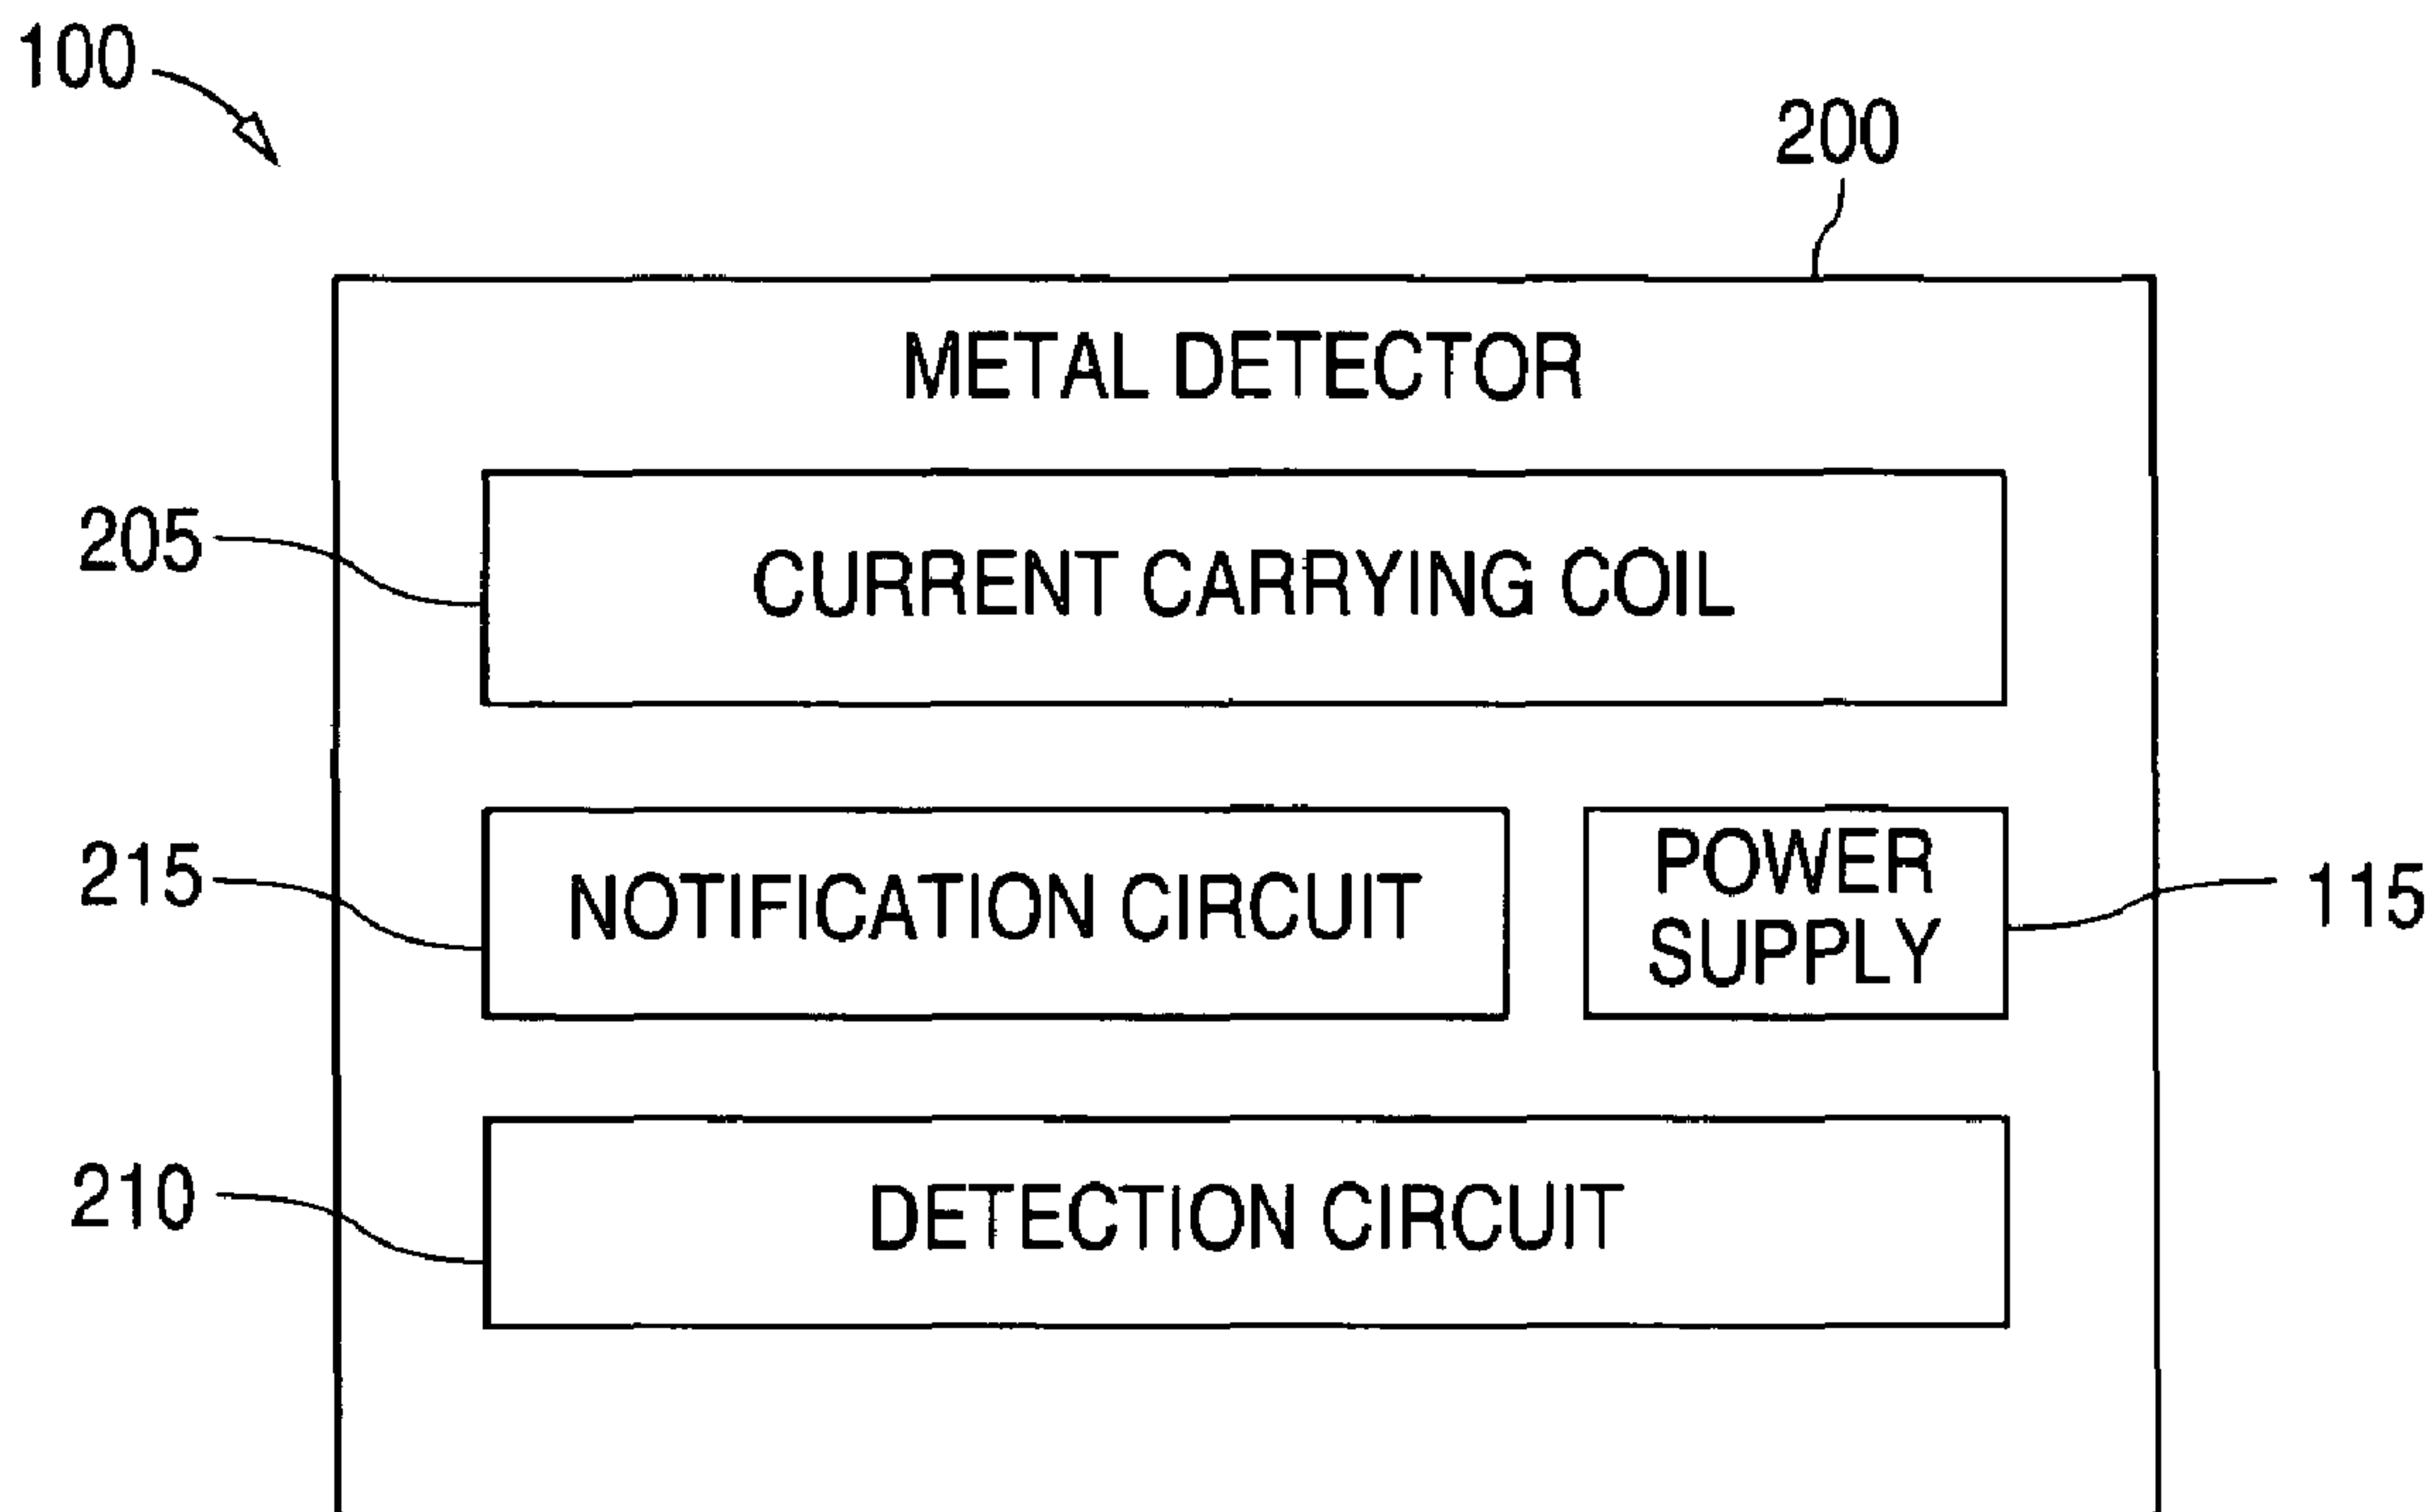 100
200
METAL DETECTOR
205
CURRENT CARRYING COIL
215
NOTIFICATION CIRCUIT
POWER
SUPPLY
115
210
DETECTION CIRCUIT